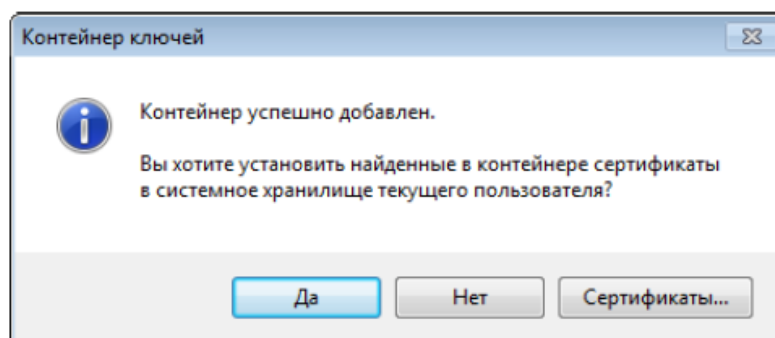 Контейнер ключей
Контейнер успешно добавлен.
Вы хотите установить найденные в контейнере сертификаты
в системное хранилище текущего пользователя?
Да
Нет
Сертификаты...